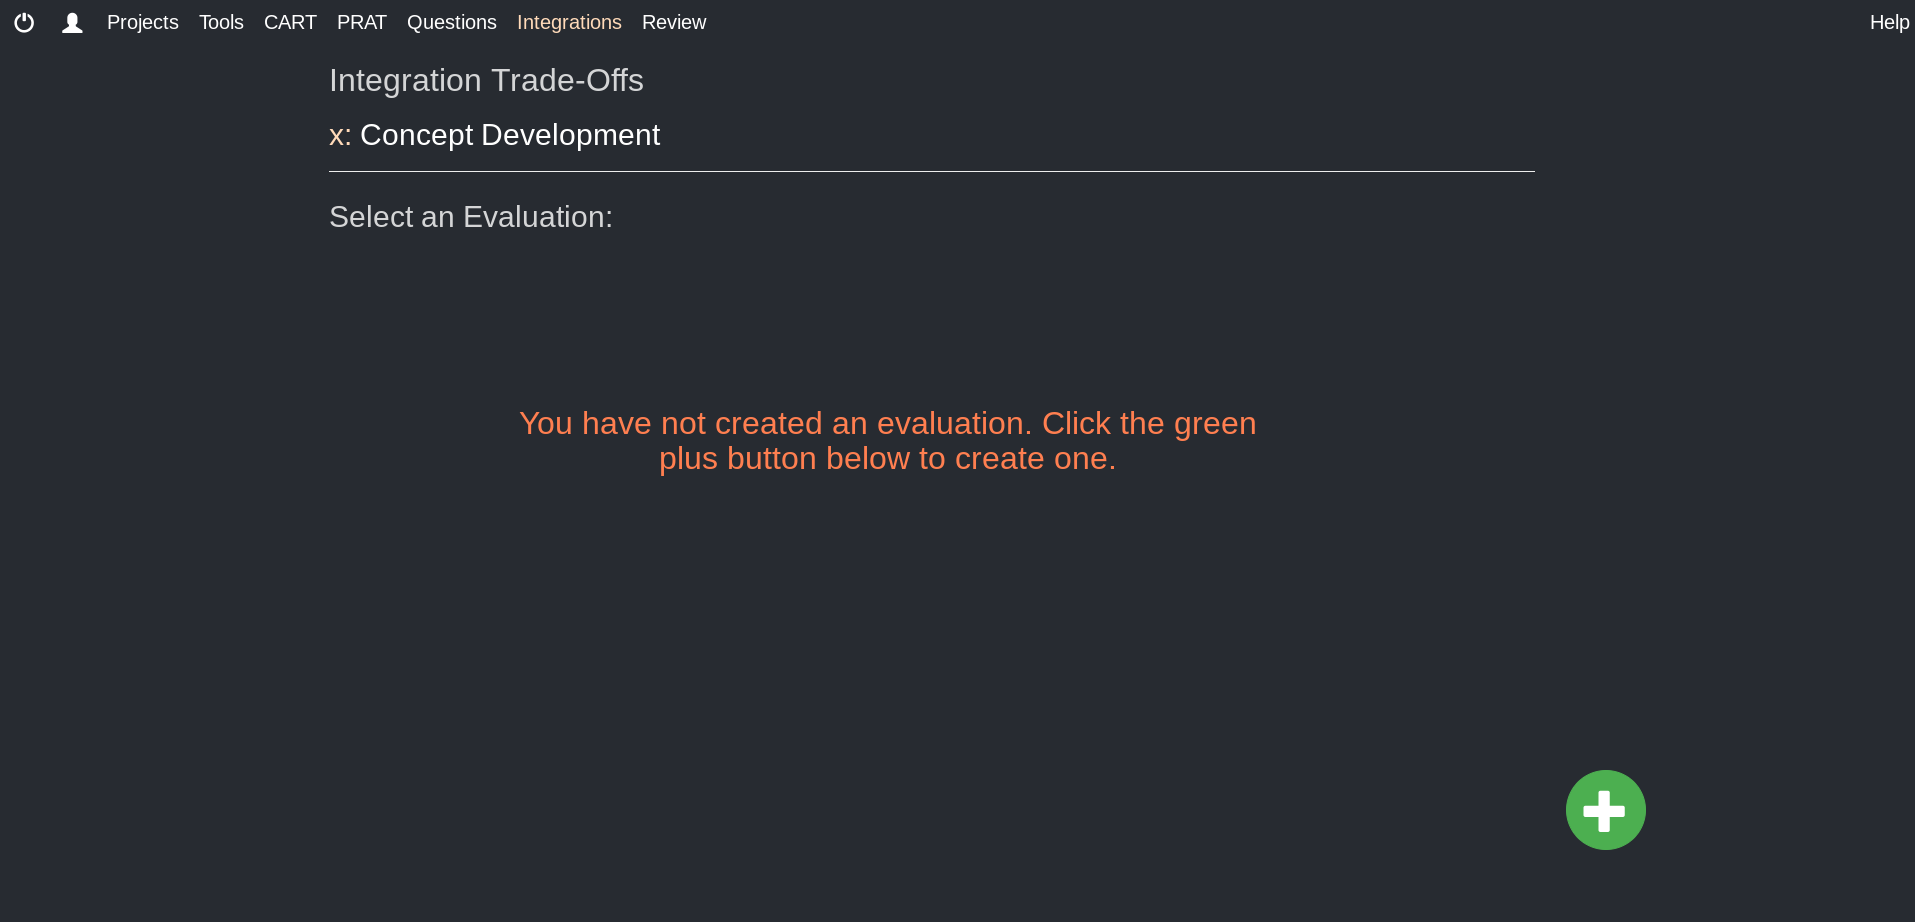 Projects Tools CART PRAT Questions Integrations Review Help
Integration Trade-Offs
x: Concept Development
Select an Evaluation:
You have not created an evaluation. Click the green
plus button below to create one.